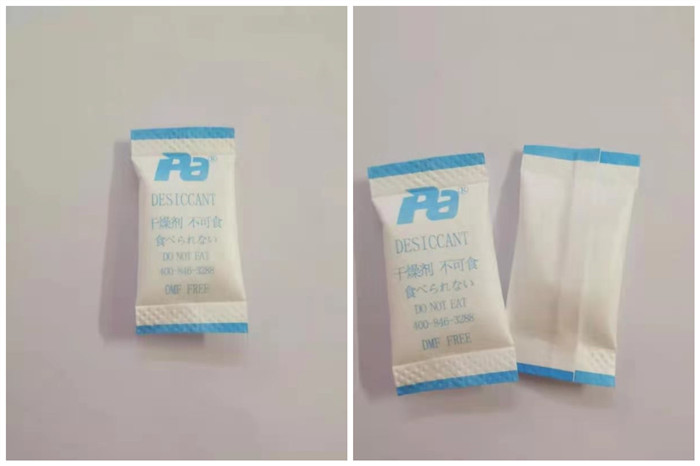 Pa®
DESICCANT
干燥剂 不可食
食べられない
DO NOT EAT
400-846-3288
DMF FREE
Pa®
DESICCANT
干燥剂 不可食
食べられない
DO NOT EAT
400-846-3288
DMF FREE